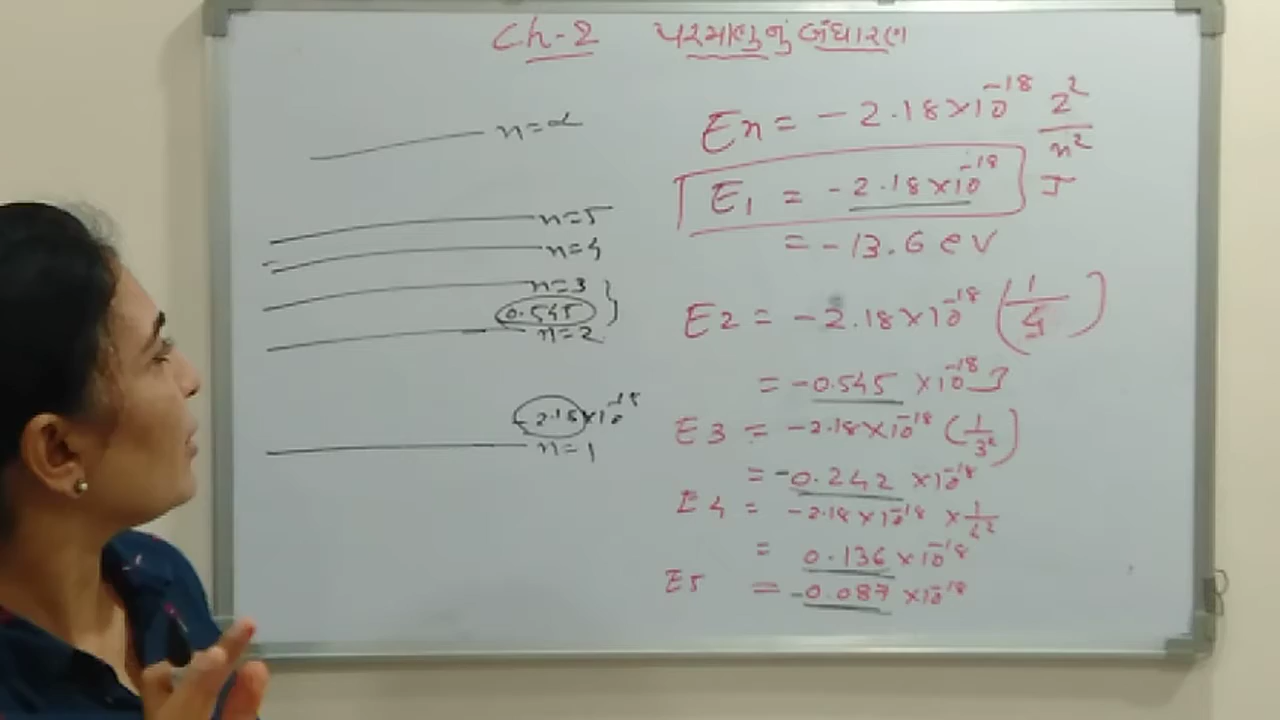 Ch-2 પરમાણુનું બંધારણ
n=∝
n=5
n=4
n=3
0.545
n=2
-2.18×10⁻¹⁸
n=1
En = -2.18×10⁻¹⁸ Z²/n²
E1 = -2.18×10⁻¹⁸ J
= -13.6 eV
E2 = -2.18×10⁻¹⁸ (1/4)
= -0.545 ×10⁻¹⁸ J
E3 = -2.18×10⁻¹⁸ (1/3²)
= -0.242 ×10⁻¹⁸
E4 = -2.18×10⁻¹⁸ × 1/4²
= 0.136×10⁻¹⁸
E5 = -0.087 ×10⁻¹⁸